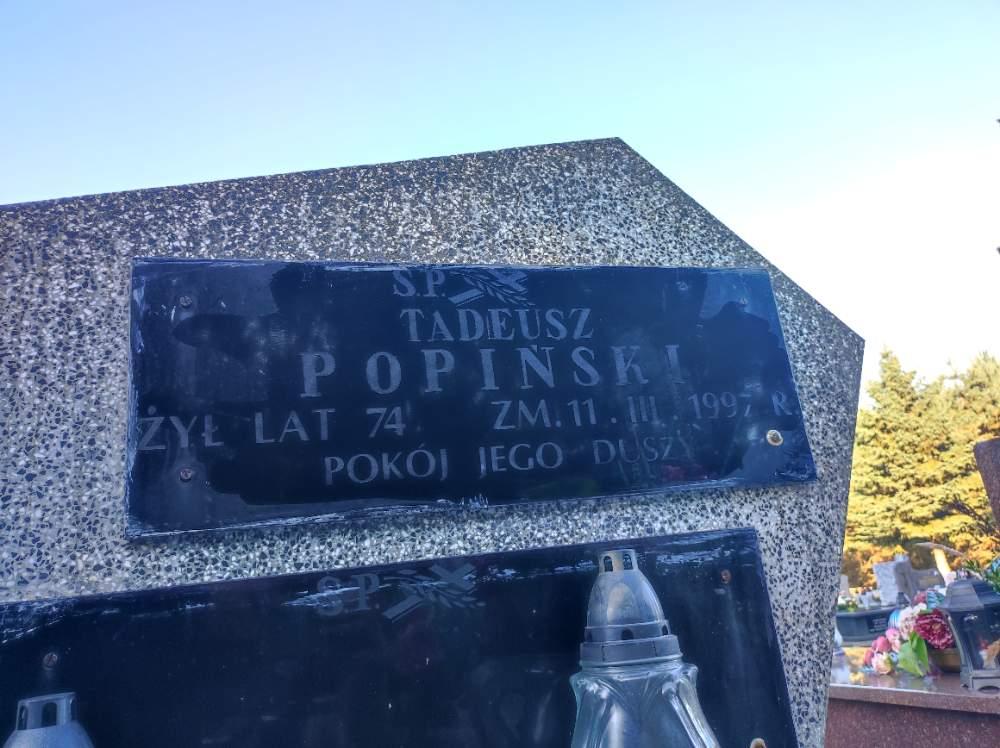 Ś.P.
TADEUSZ
POPIŃSKI
ŻYŁ LAT 74 ZM. 11. III. 1997 R.
POKÓJ JEGO DUSZY
Ś.P.